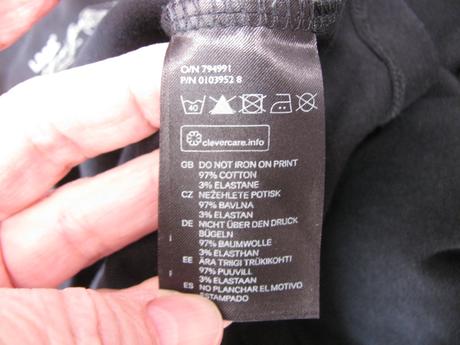 O/N 794991
P/N 0103952 8
40
clevercare.info
GB DO NOT IRON ON PRINT
97% COTTON
3% ELASTANE
CZ NEŽEHLETE POTISK
97% BAVLNA
3% ELASTAN
DE NICHT ÜBER DEN DRUCK
BÜGELN
97% BAUMWOLLE
3% ELASTHAN
EE ÄRA TRIIGI TRÜKIKOHTI
97% PUUVILL
3% ELASTAAN
ES NO PLANCHAR EL MOTIVO
ESTAMPADO